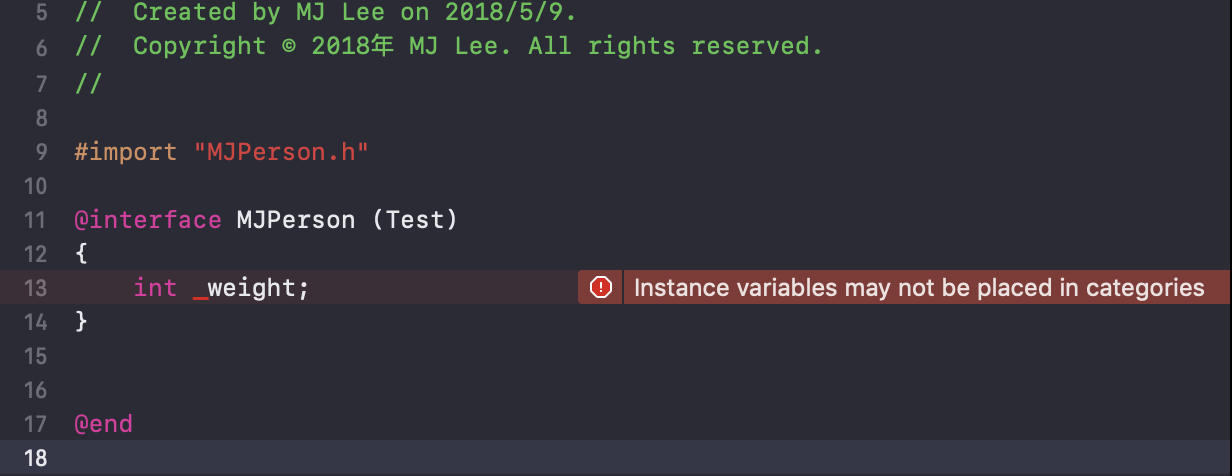 5 //  Created by MJ Lee on 2018/5/9.
6 //  Copyright © 2018年 MJ Lee. All rights reserved.
7 //
8
9 #import "MJPerson.h"
10
11 @interface MJPerson (Test)
12 {
13     int _weight; Instance variables may not be placed in categories
14 }
15
16
17 @end
18